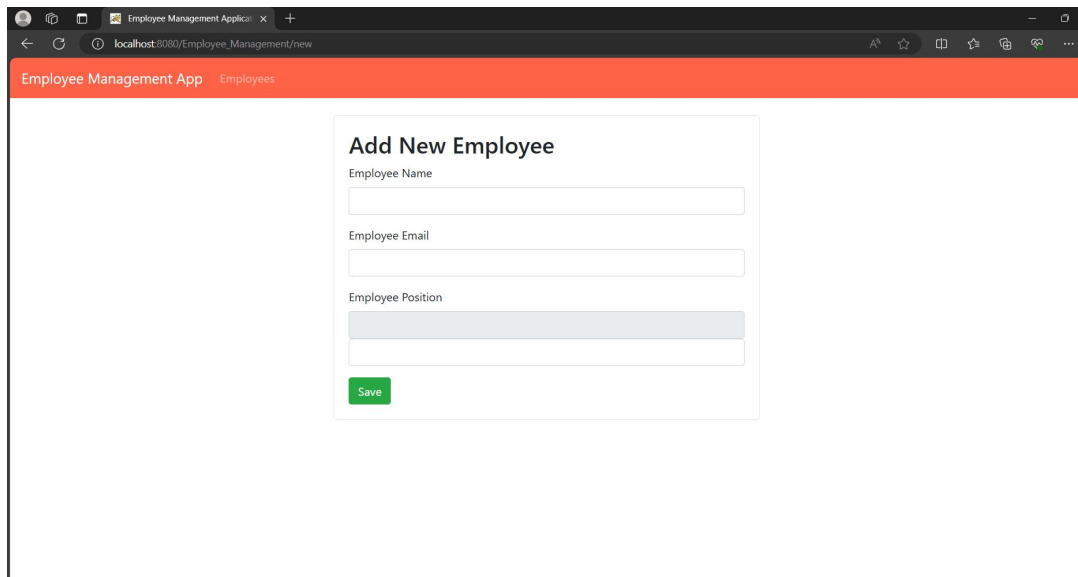 Employee Management Applicat
localhost:8080/Employee_Management/new
Employee Management App Employees
Add New Employee
Employee Name
Employee Email
Employee Position
Save